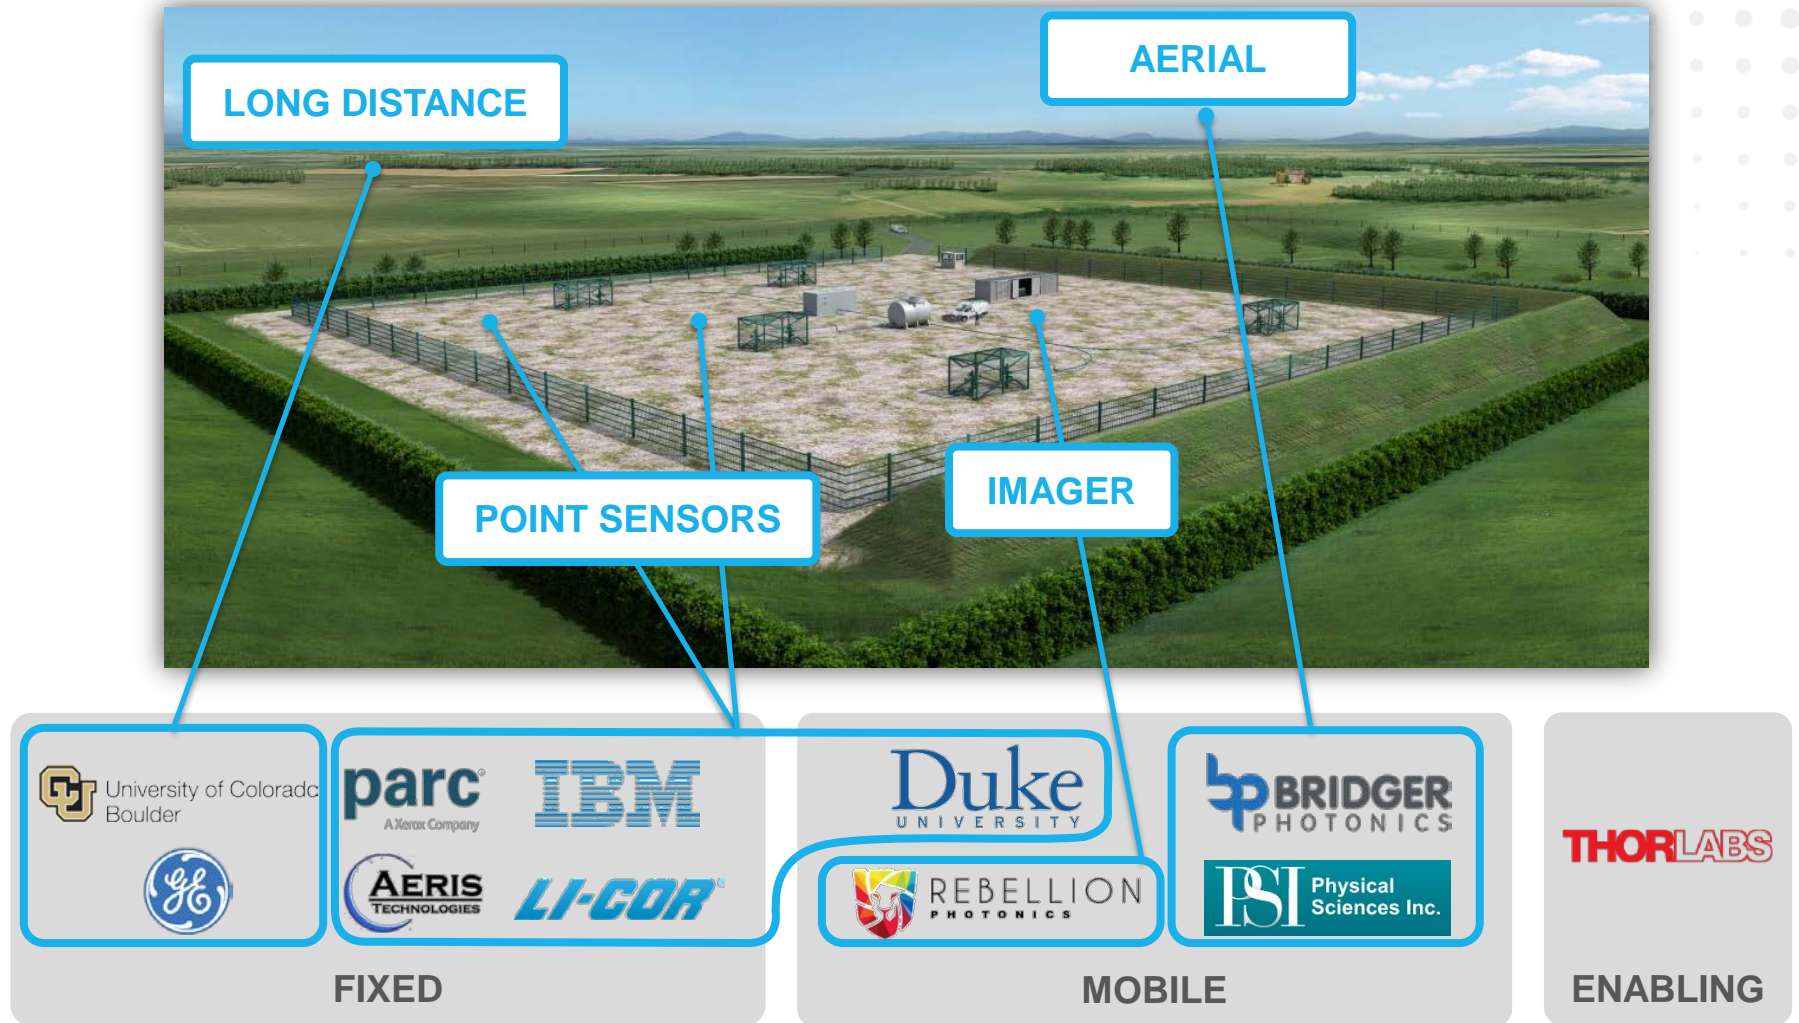 LONG DISTANCE
AERIAL
POINT SENSORS
IMAGER
University of Colorado
Boulder
parc
A Xerox Company
IBM
Duke
UNIVERSITY
BRIDGER
PHOTONICS
THORLABS
GE
AERIS
TECHNOLOGIES
LI-COR
REBELLION
PHOTONICS
PSI Physical
Sciences Inc.
FIXED
MOBILE
ENABLING